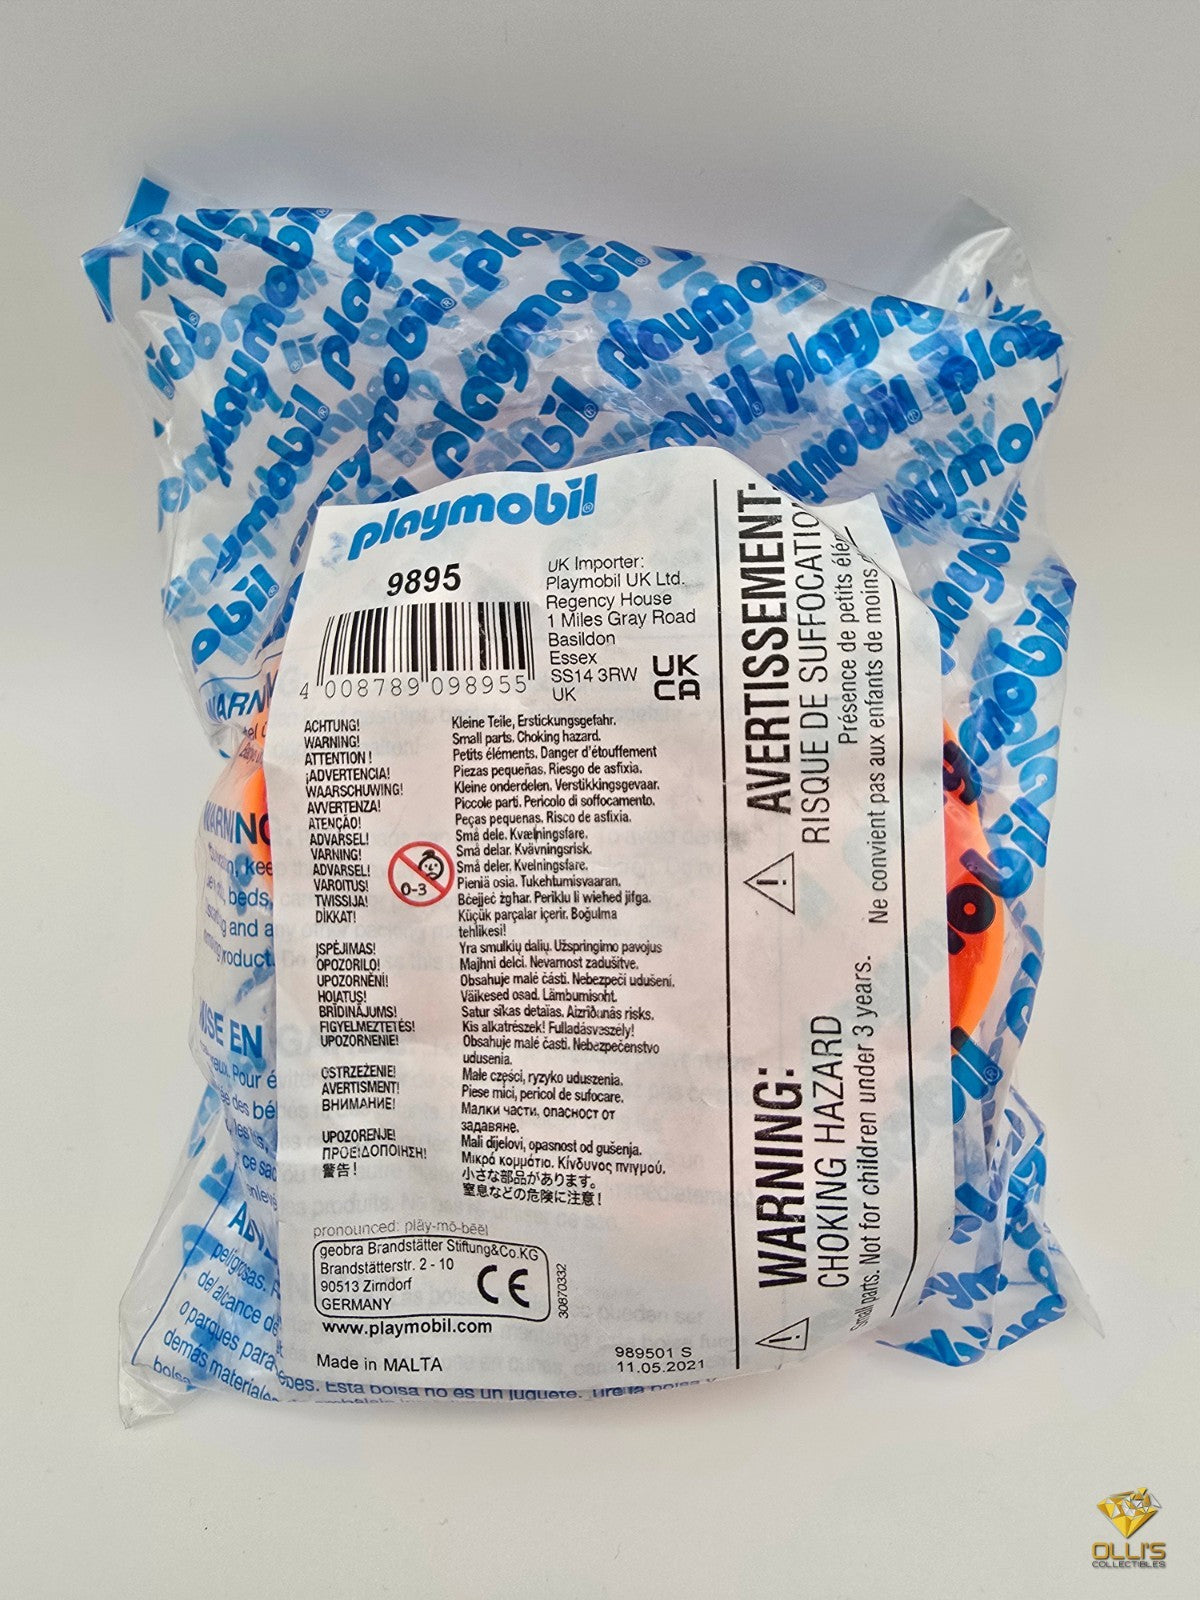 playmobil®
9895
4 008789 098955
UK Importer:
Playmobil UK Ltd.
Regency House
1 Miles Gray Road
Basildon
Essex
SS14 3RW
UK
UK
CA
ACHTUNG! Kleine Teile, Erstickungsgefahr.
WARNING! Small parts. Choking hazard.
ATTENTION ! Petits éléments. Danger d'étouffement
¡ADVERTENCIA! Piezas pequeñas. Riesgo de asfixia.
WAARSCHUWING! Kleine onderdelen. Verstikkingsgevaar.
AVVERTENZA! Piccole parti. Pericolo di soffocamento.
ATENÇÃO! Peças pequenas. Risco de asfixia.
ADVARSEL! Små dele. Kvælningsfare.
VARNING! Små delar. Kvävningsrisk.
ADVARSEL! Små deler. Kvelningsfare.
VAROITUS! Pieniä osia. Tukehtumisvaaran.
TWISSIJA! Bċejjeċ żgħar. Periklu li wieħed jifga.
DİKKAT! Küçük parçalar içerir. Boğulma
tehlikesi!
ĮSPĖJIMAS! Yra smulkių dalių. Užspringimo pavojus
OPOZORILO! Majhni delci. Nevarnost zadušitve.
UPOZORNĚNÍ! Obsahuje malé části. Nebezpečí udušení.
HOIATUS! Väikesed osad. Lämbumisoht.
BRĪDINĀJUMS! Satur sīkas detaļas. Aizrīšanās risks.
FIGYELMEZTETÉS! Kis alkatrészek! Fulladásveszély!
UPOZORNENIE! Obsahuje malé časti. Nebezpečenstvo
udusenia.
OSTRZEŻENIE! Małe części, ryzyko uduszenia.
AVERTISMENT! Piese mici, pericol de sufocare.
ВНИМАНИЕ! Малки части, опасност от
задавяне.
UPOZORENJE! Mali dijelovi, opasnost od gušenja.
ΠΡΟΕΙΔΟΠΟΙΗΣΗ! Μικρά κομμάτια. Κίνδυνος πνιγμού.
警告! 小さな部品があります。
窒息などの危険に注意!
0-3
pronounced: plāy-mō-bēēl
geobra Brandstätter Stiftung&Co.KG
Brandstätterstr. 2 - 10
90513 Zirndorf
GERMANY
CE
30870332
www.playmobil.com
Made in MALTA
989501 S
11.05.2021
AVERTISSEMENT:
RISQUE DE SUFFOCATIO
Présence de petits élé
Ne convient pas aux enfants de moins
WARNING:
CHOKING HAZARD
Small parts. Not for children under 3 years.
OLLI'S
COLLECTIBLES